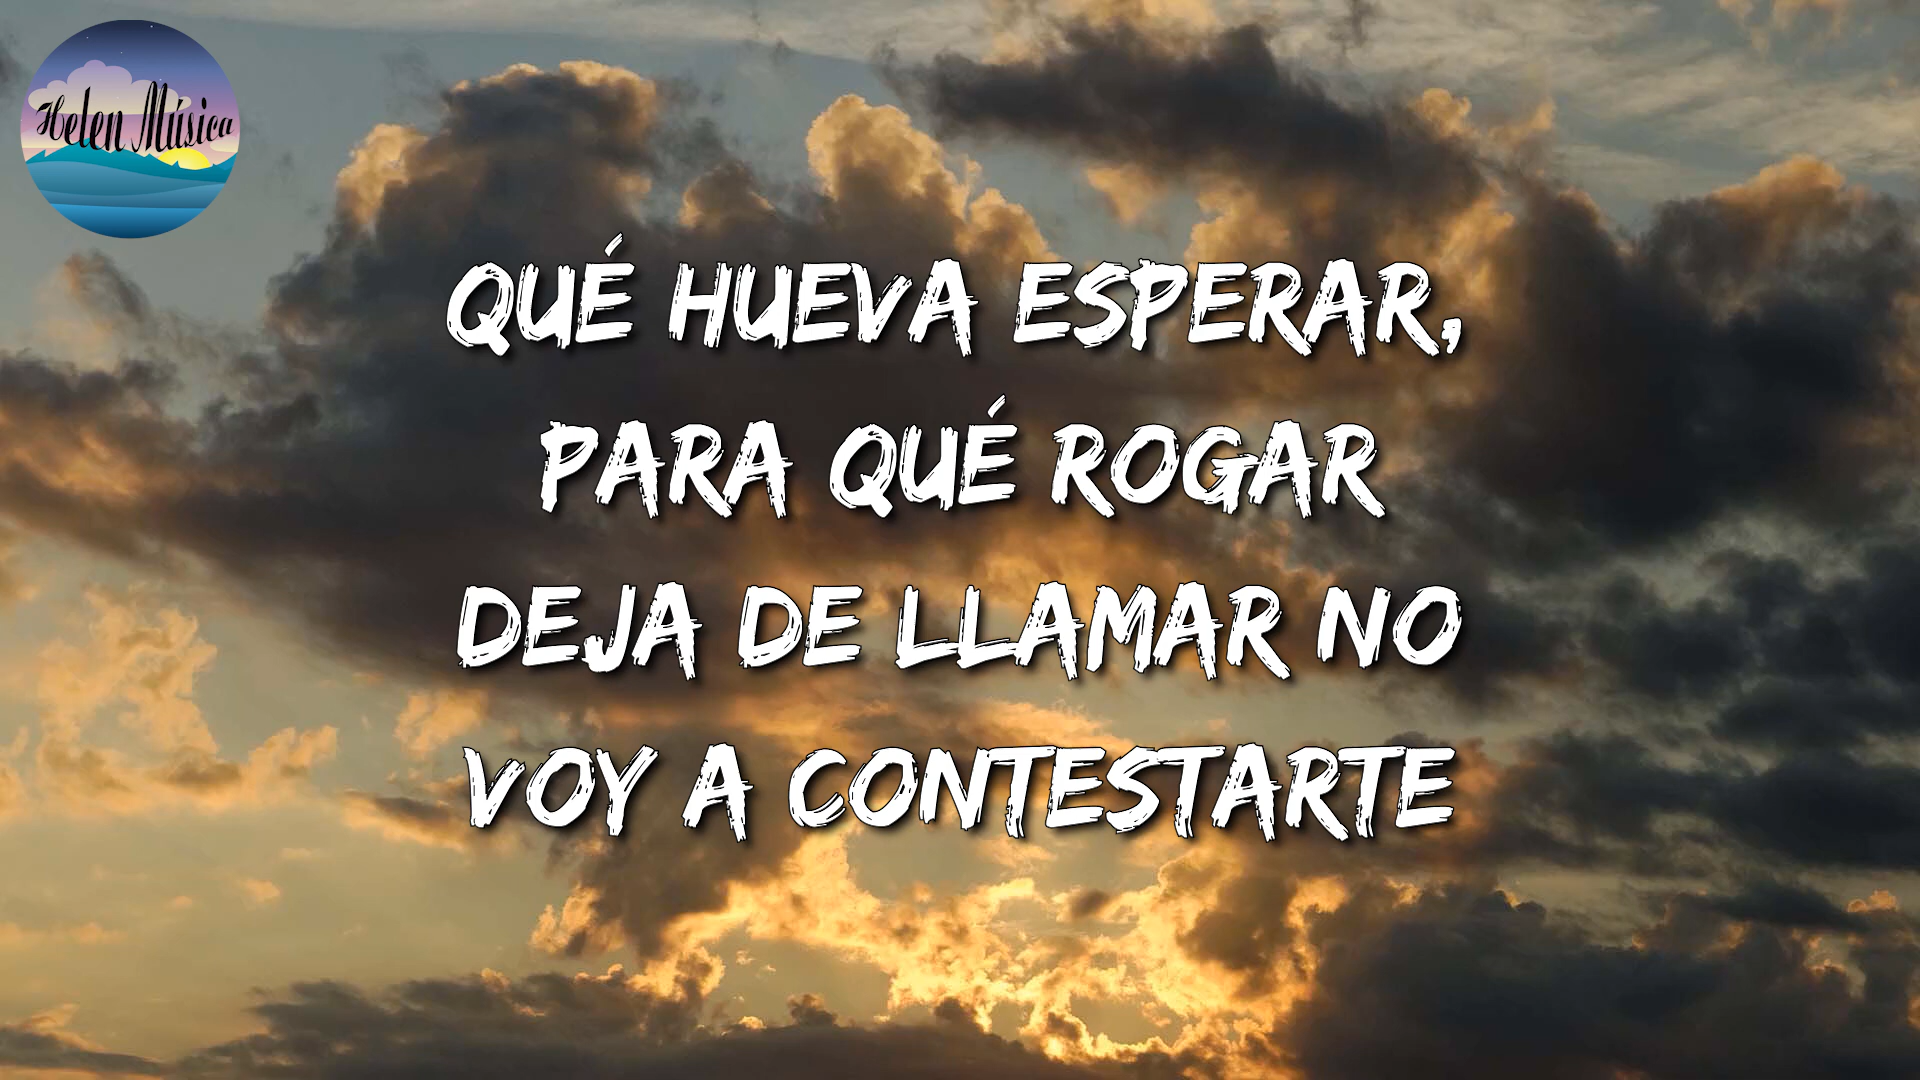 Helen Música
QUÉ HUEVA ESPERAR,
PARA QUÉ ROGAR
DEJA DE LLAMAR NO
VOY A CONTESTARTE